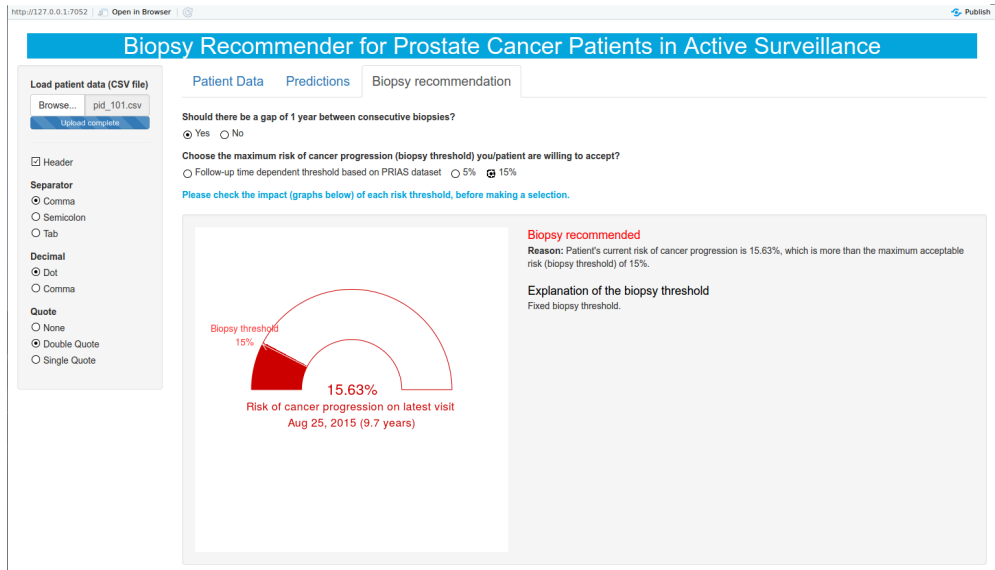 http://127.0.0.1:7052 Open in Browser Publish
Biopsy Recommender for Prostate Cancer Patients in Active Surveillance
Load patient data (CSV file)
Browse... pid_101.csv
Upload complete
Header
Separator
Comma
Semicolon
Tab
Decimal
Dot
Comma
Quote
None
Double Quote
Single Quote
Patient Data Predictions Biopsy recommendation
Should there be a gap of 1 year between consecutive biopsies?
Yes No
Choose the maximum risk of cancer progression (biopsy threshold) you/patient are willing to accept?
Follow-up time dependent threshold based on PRIAS dataset 5% 15%
Please check the impact (graphs below) of each risk threshold, before making a selection.
Biopsy threshold
15%
15.63%
Risk of cancer progression on latest visit
Aug 25, 2015 (9.7 years)
Biopsy recommended
Reason: Patient's current risk of cancer progression is 15.63%, which is more than the maximum acceptable
risk (biopsy threshold) of 15%.
Explanation of the biopsy threshold
Fixed biopsy threshold.